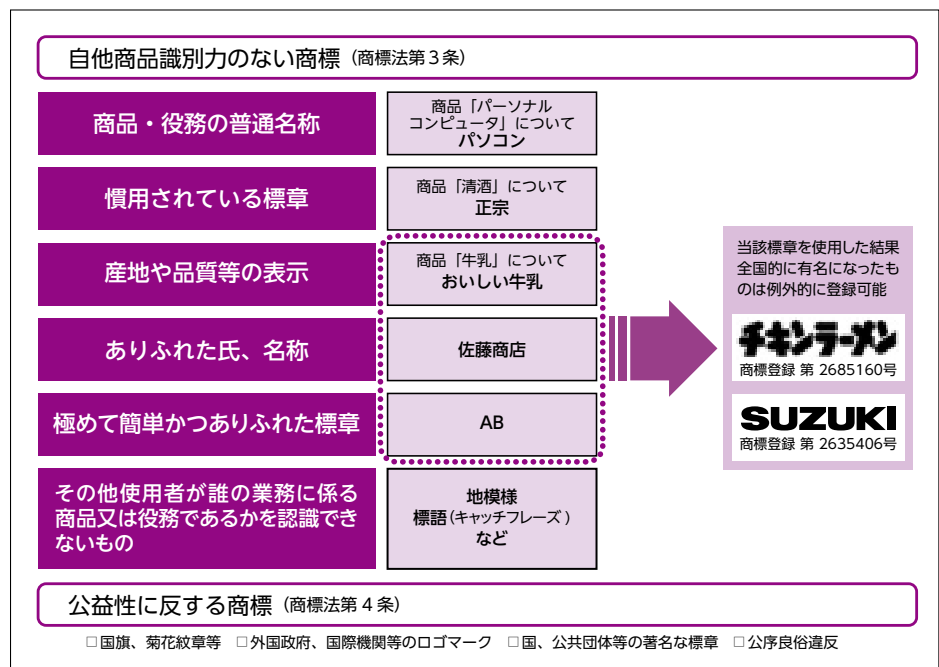 自他商品識別力のない商標（商標法第３条）
商品・役務の普通名称
商品「パーソナル
コンピュータ」について
パソコン
慣用されている標章
商品「清酒」について
正宗
産地や品質等の表示
商品「牛乳」について
おいしい牛乳
ありふれた氏、名称
佐藤商店
極めて簡単かつありふれた標章
AB
その他使用者が誰の業務に係る
商品又は役務であるかを認識でき
ないもの
地模様
標語(キャッチフレーズ)
など
当該標章を使用した結果
全国的に有名になったも
のは例外的に登録可能
チキンラーメン
商標登録 第 2685160号
SUZUKI
商標登録 第 2635406号
公益性に反する商標（商標法第４条）
□国旗、菊花紋章等 □外国政府、国際機関等のロゴマーク □国、公共団体等の著名な標章 □公序良俗違反